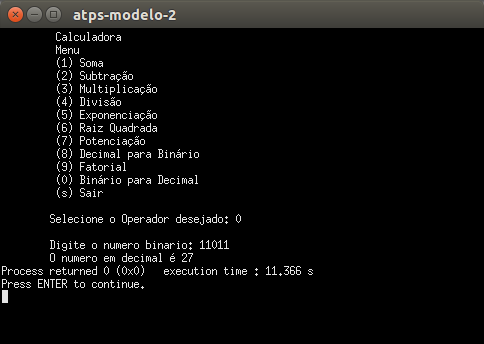 atps-modelo-2
Calculadora
Menu
(1) Soma
(2) Subtração
(3) Multiplicação
(4) Divisão
(5) Exponenciação
(6) Raiz Quadrada
(7) Potenciação
(8) Decimal para Binário
(9) Fatorial
(0) Binário para Decimal
(s) Sair
Selecione o Operador desejado: 0
Digite o numero binario: 11011
O numero em decimal é 27
Process returned 0 (0x0)   execution time : 11.366 s
Press ENTER to continue.